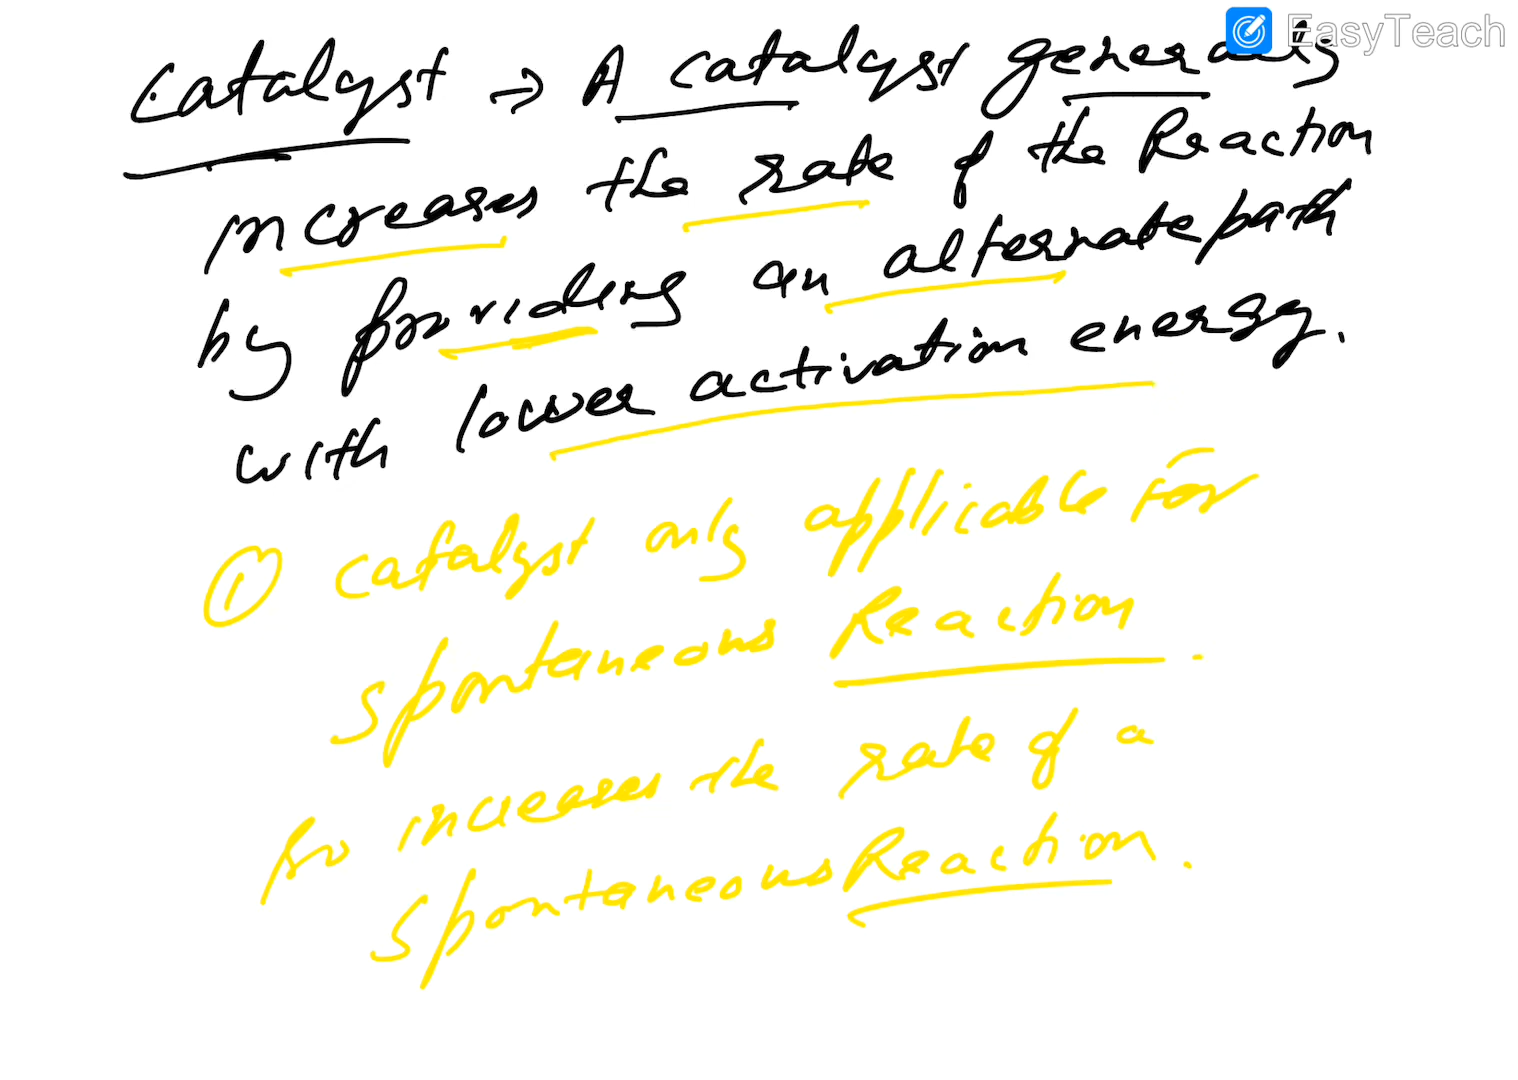 EasyTeach
Catalyst → A catalyst generally
increases the rate of the Reaction
by providing an alternate path
with lower activation energy.
① catalyst only applicable for
spontaneous Reaction.
so increases the rate of a
spontaneous Reaction.